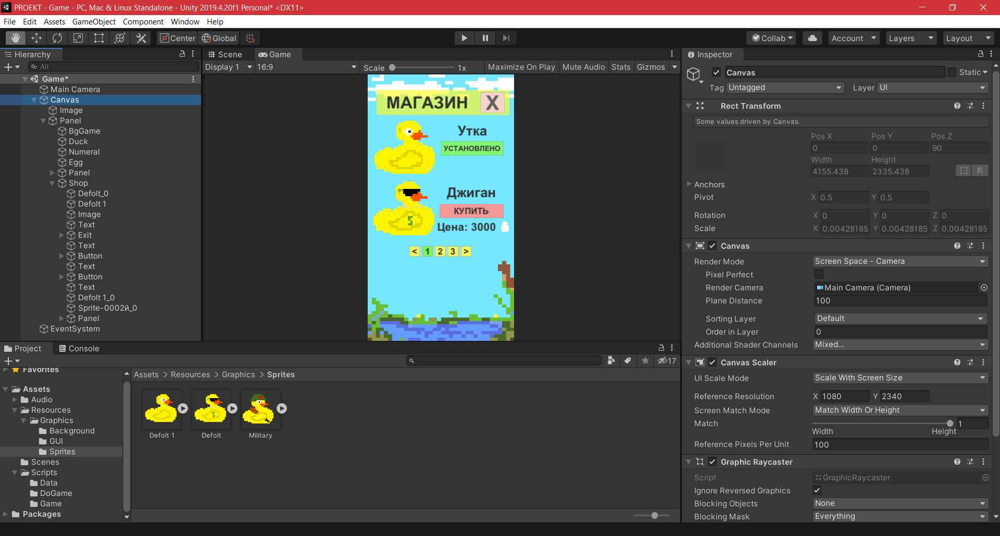 PROEKT - Game - PC, Mac & Linux Standalone - Unity 2019.4.20f1 Personal* <DX11>
File Edit Assets GameObject Component Window Help
Center Global Collab Account Layers Layout
Hierarchy
All
Game*
Main Camera
Canvas
Image
Panel
BgGame
Duck
Numeral
Egg
Panel
Shop
Defolt_0
Defolt 1
Image
Text
Exit
Text
Button
Text
Button
Text
Defolt 1_0
Sprite-0002й_0
Panel
EventSystem
Scene Game
Display 1 16:9 Scale 1x Maximize On Play Mute Audio Stats Gizmos
МАГАЗИН X
Утка
УСТАНОВЛЕНО
Джиган
КУПИТЬ
Цена: 3000
< 1 2 3 >
Project Console
17
Favorites
Assets
Audio
Resources
Graphics
Background
GUI
Sprites
Scenes
Scripts
Data
DoGame
Game
Packages
Assets > Resources > Graphics > Sprites
Defolt 1 Defolt Military
Inspector
Canvas Static
Tag Untagged Layer UI
Rect Transform
Some values driven by Canvas.
Pos X Pos Y Pos Z
0 0 90
Width Height
4155.438 2335.438
R
Anchors
Pivot X 0.5 Y 0.5
Rotation X 0 Y 0 Z 0
Scale X 0.00428185 Y 0.00428185 Z 0.00428185
Canvas
Render Mode Screen Space - Camera
Pixel Perfect
Render Camera Main Camera (Camera)
Plane Distance 100
Sorting Layer Default
Order in Layer 0
Additional Shader Channels Mixed...
Canvas Scaler
UI Scale Mode Scale With Screen Size
Reference Resolution X 1080 Y 2340
Screen Match Mode Match Width Or Height
Match 1
Width Height
Reference Pixels Per Unit 100
Graphic Raycaster
Script GraphicRaycaster
Ignore Reversed Graphics
Blocking Objects None
Blocking Mask Everything